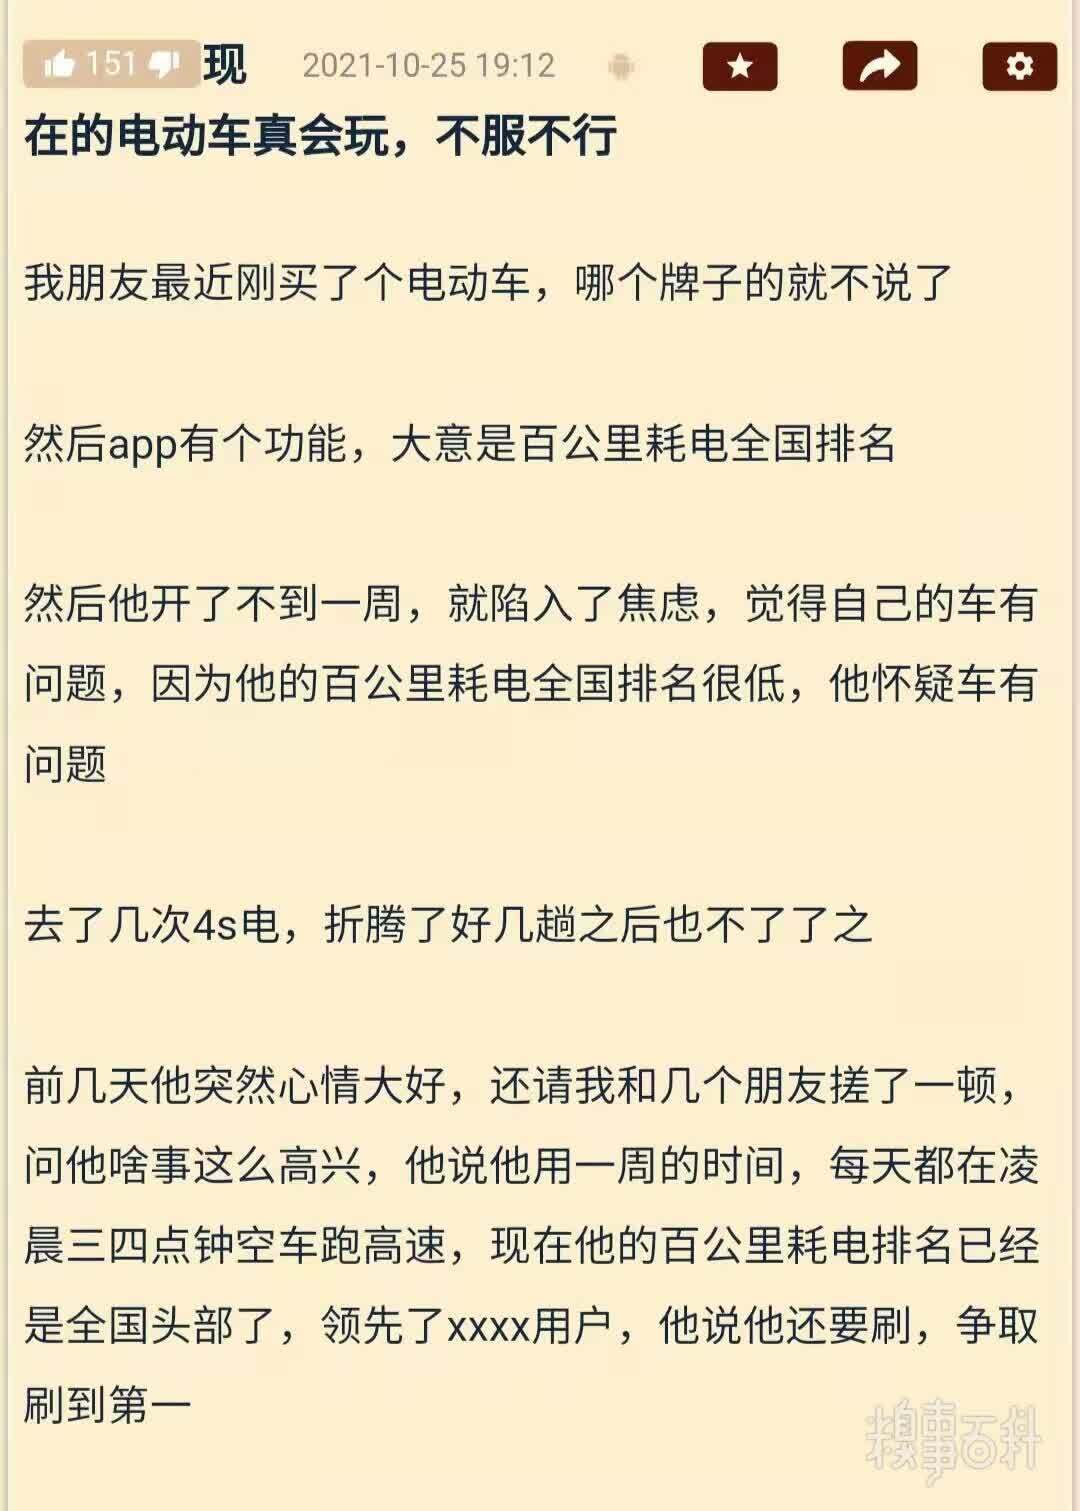 151 现 2021-10-25 19:12
在的电动车真会玩，不服不行
我朋友最近刚买了个电动车，哪个牌子的就不说了
然后app有个功能，大意是百公里耗电全国排名
然后他开了不到一周，就陷入了焦虑，觉得自己的车有
问题，因为他的百公里耗电全国排名很低，他怀疑车有
问题
去了几次4s电，折腾了好几趟之后也不了了之
前几天他突然心情大好，还请我和几个朋友搓了一顿，
问他啥事这么高兴，他说他用一周的时间，每天都在凌
晨三四点钟空车跑高速，现在他的百公里耗电排名已经
是全国头部了，领先了xxxx用户，他说他还要刷，争取
刷到第一
糗事百科